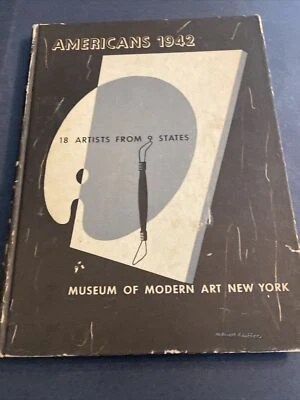 AMERICANS 1942
18 ARTISTS FROM 9 STATES
MUSEUM OF MODERN ART NEW YORK